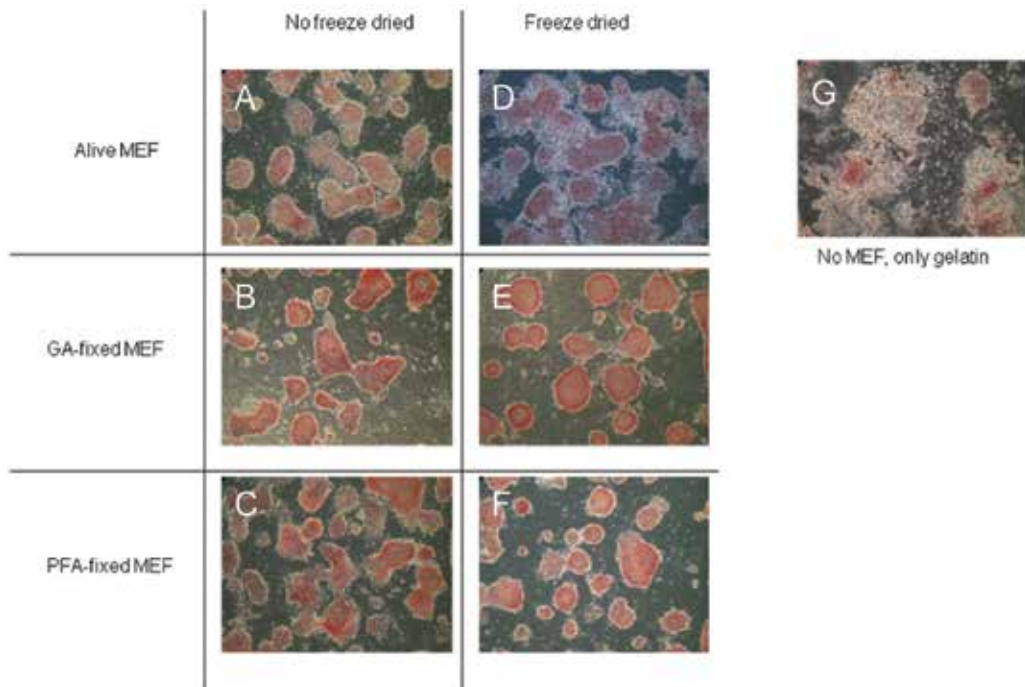 No freeze dried
Freeze dried
Alive MEF
A
D
G
No MEF, only gelatin
GA-fixed MEF
B
E
PFA-fixed MEF
C
F